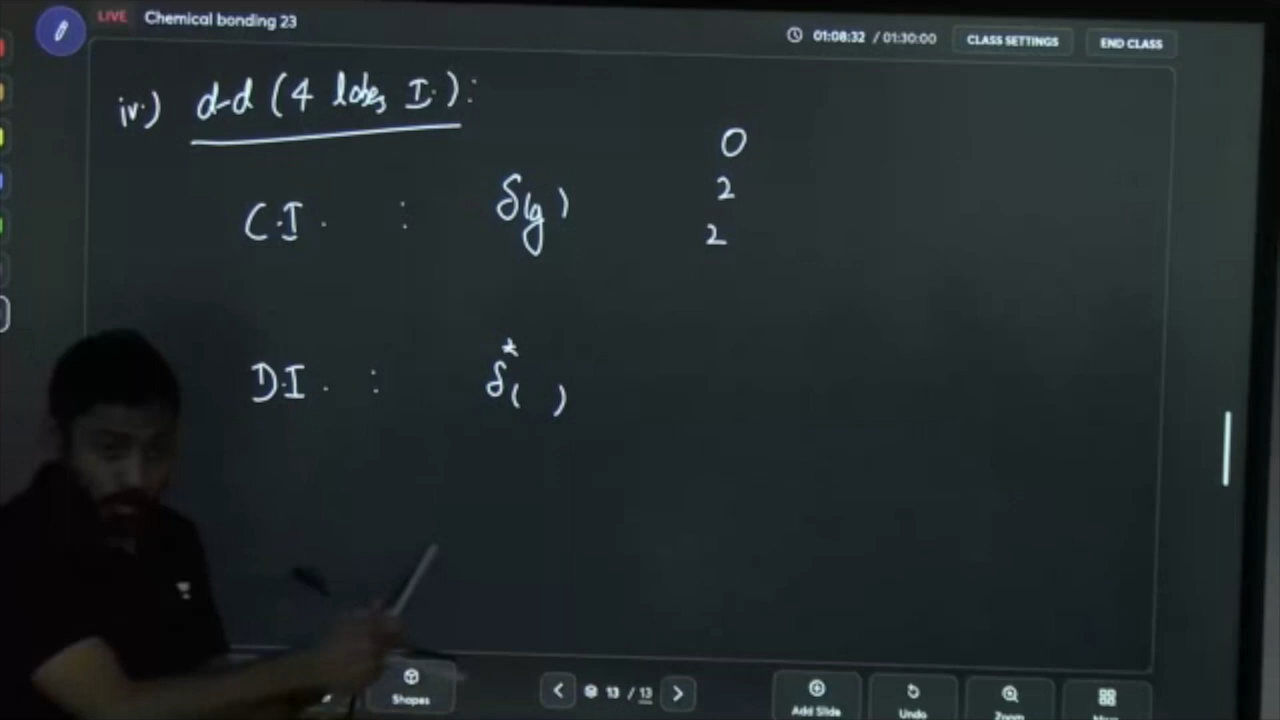 LIVE Chemical bonding 23
01:08:32 / 01:30:00 CLASS SETTINGS END CLASS
iv.) d-d (4 lobes I.):
0
2
C.I. : δ(g) 2
D.I. : δ*( )
Shapes
13 / 13
Add Slide Undo Zoom